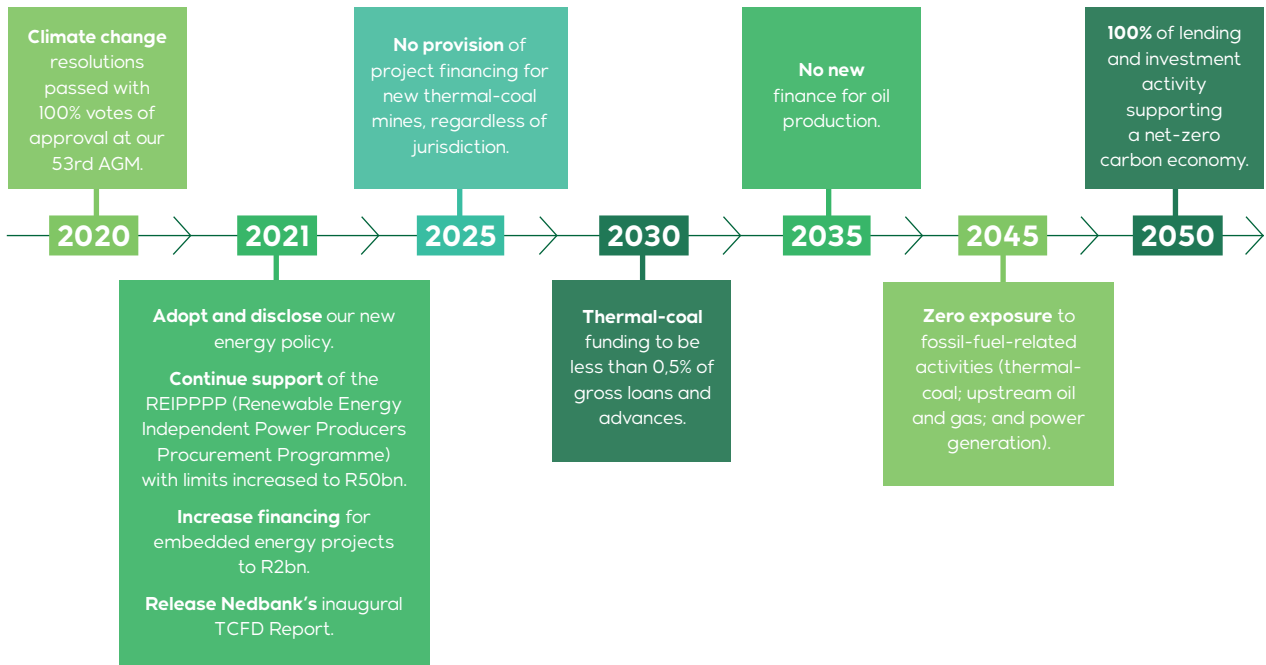 Climate change
resolutions
passed with
100% votes of
approval at our
53rd AGM.
No provision of
project financing for
new thermal-coal
mines, regardless of
jurisdiction.
No new
finance for oil
production.
100% of lending
and investment
activity
supporting
a net-zero
carbon economy.
2020
2021
2025
2030
2035
2045
2050
Adopt and disclose our new
energy policy.
Continue support of the
REIPPPP (Renewable Energy
Independent Power Producers
Procurement Programme)
with limits increased to R50bn.
Increase financing for
embedded energy projects
to R2bn.
Release Nedbank's inaugural
TCFD Report.
Thermal-coal
funding to be
less than 0,5% of
gross loans and
advances.
Zero exposure to
fossil-fuel-related
activities (thermal-
coal; upstream oil
and gas; and power
generation).